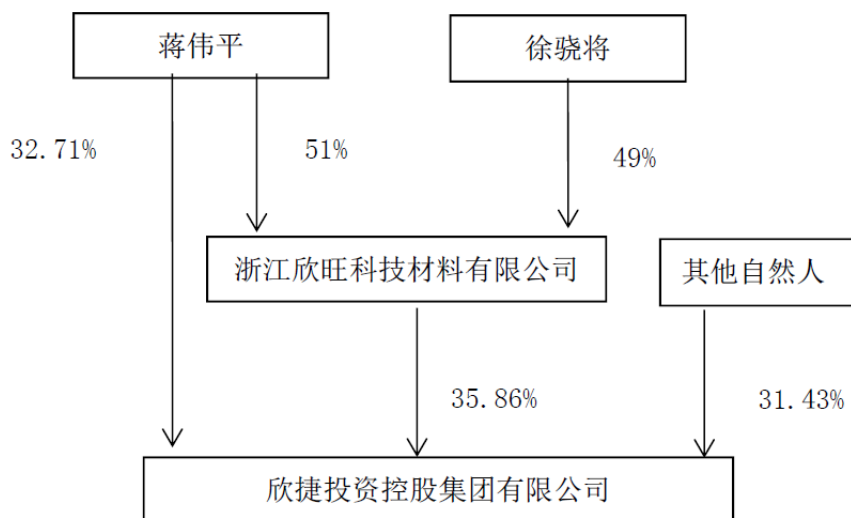 蒋伟平
徐骁将
32.71%
51%
49%
浙江欣旺科技材料有限公司
其他自然人
35.86%
31.43%
欣捷投资控股集团有限公司